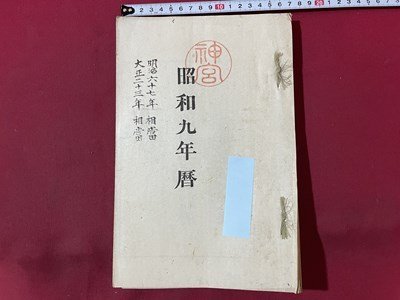 神宮
昭和九年暦
明治六十七年相當
大正二十三年相當